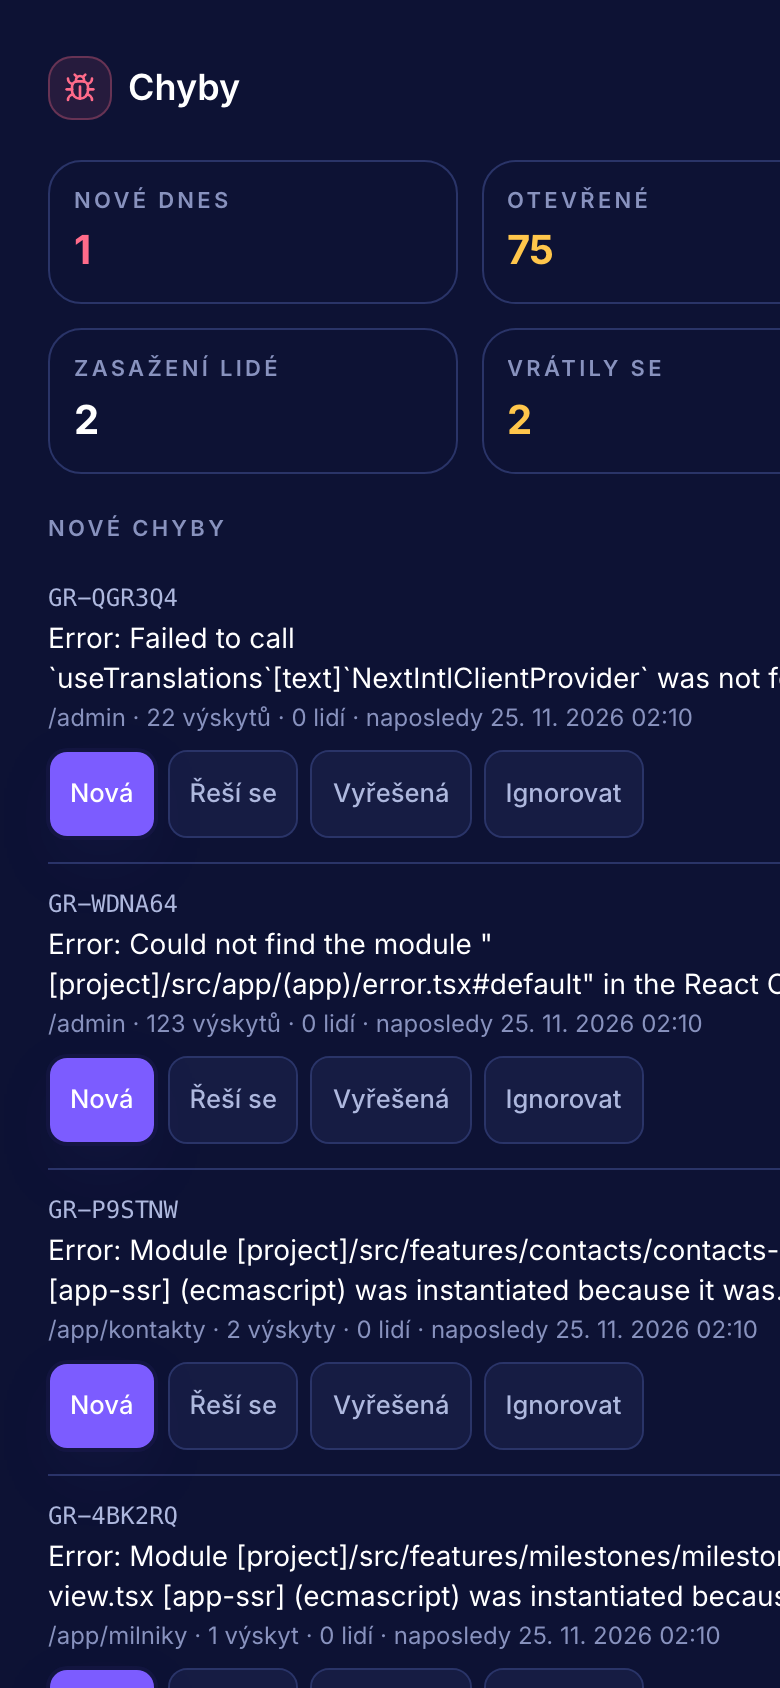 Chyby
NOVÉ DNES
1
OTEVŘENÉ
75
ZASAŽENÍ LIDÉ
2
VRÁTILY SE
2
NOVÉ CHYBY
GR-QGR3Q4
Error: Failed to call
`useTranslations`[text]`NextIntlClientProvider` was not f
/admin · 22 výskytů · 0 lidí · naposledy 25. 11. 2026 02:10
Nová Řeší se Vyřešená Ignorovat
GR-WDNA64
Error: Could not find the module "
[project]/src/app/(app)/error.tsx#default" in the React C
/admin · 123 výskytů · 0 lidí · naposledy 25. 11. 2026 02:10
Nová Řeší se Vyřešená Ignorovat
GR-P9STNW
Error: Module [project]/src/features/contacts/contacts-
[app-ssr] (ecmascript) was instantiated because it was.
/app/kontakty · 2 výskyty · 0 lidí · naposledy 25. 11. 2026 02:10
Nová Řeší se Vyřešená Ignorovat
GR-4BK2RQ
Error: Module [project]/src/features/milestones/milesto
view.tsx [app-ssr] (ecmascript) was instantiated becaus
/app/milniky · 1 výskyt · 0 lidí · naposledy 25. 11. 2026 02:10